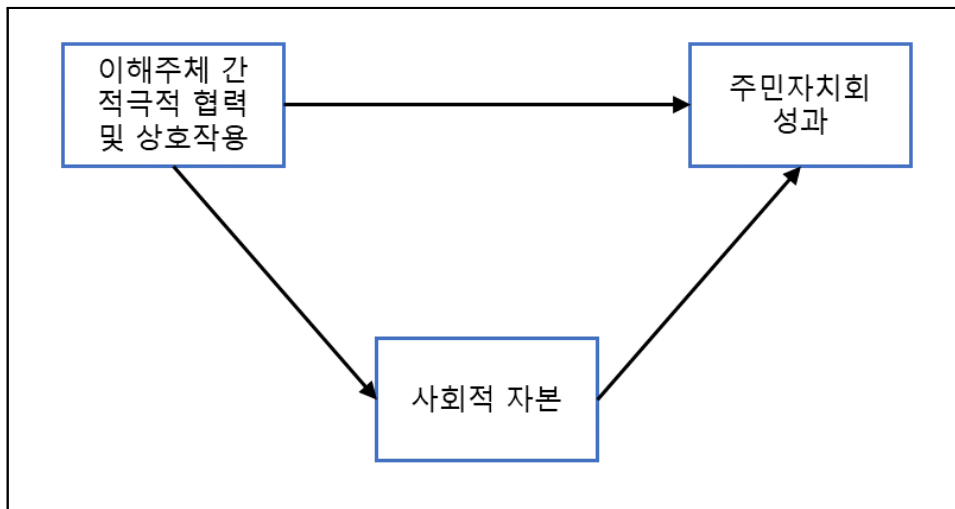 이해주체 간
적극적 협력
및 상호작용
주민자치회
성과
사회적 자본